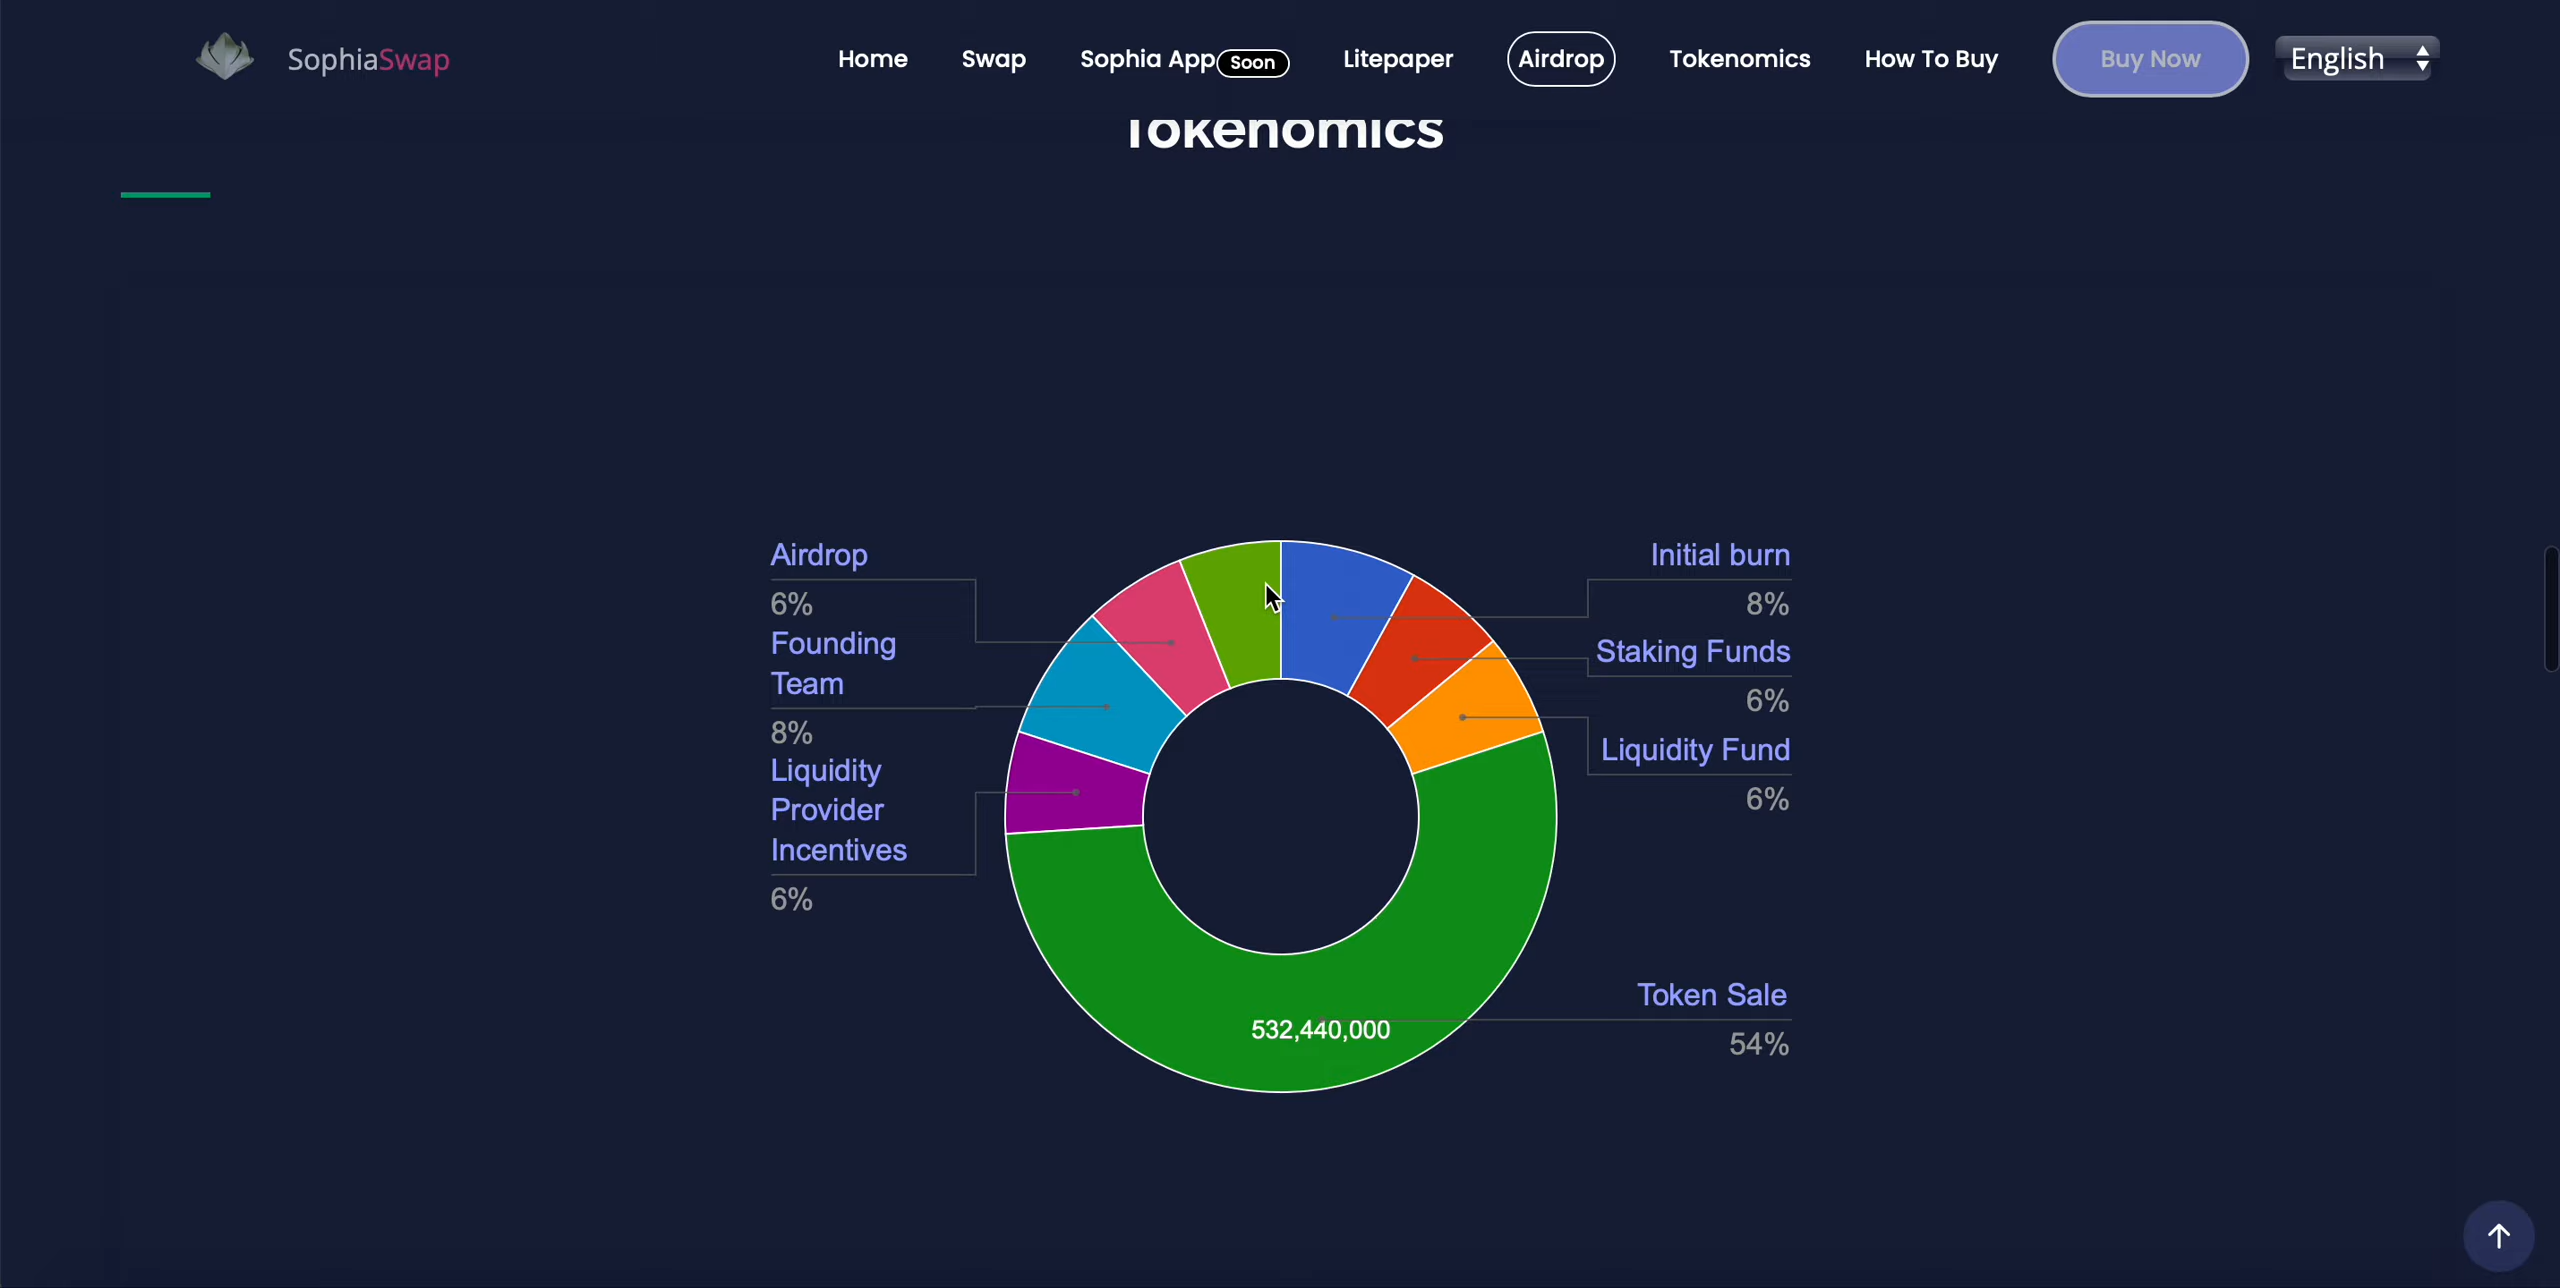 SophiaSwap
Home
Swap
Sophia App
Soon
Litepaper
Airdrop
Tokenomics
How To Buy
Buy Now
English
Tokenomics
Airdrop
6%
Founding
Team
8%
Liquidity
Provider
Incentives
6%
Initial burn
8%
Staking Funds
6%
Liquidity Fund
6%
Token Sale
54%
532,440,000